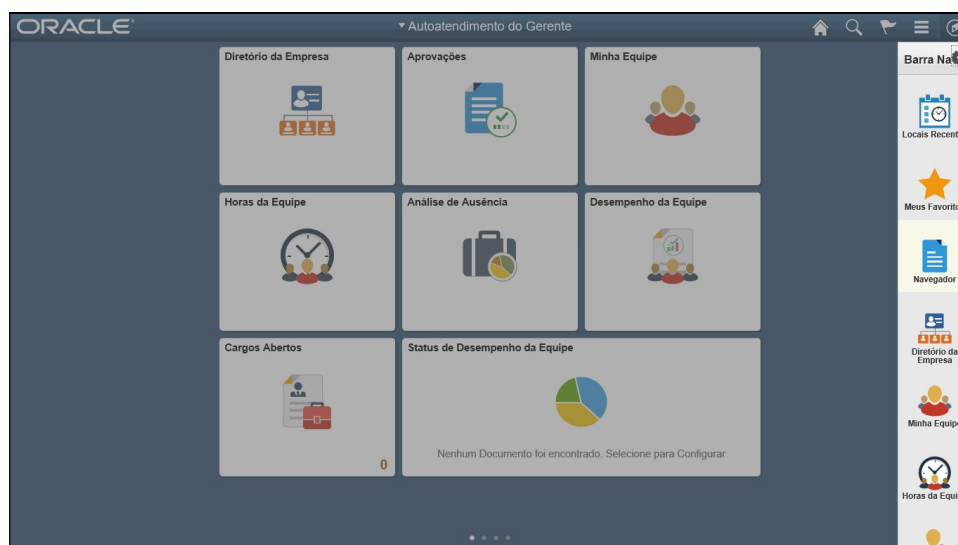 ORACLE
Autoatendimento do Gerente
Diretório da Empresa
Aprovações
Minha Equipe
Horas da Equipe
Análise de Ausência
Desempenho da Equipe
Cargos Abertos
0
Status de Desempenho da Equipe
Nenhum Documento foi encontrado. Selecione para Configurar
Barra Na
Locais Recent
Meus Favorito
Navegador
Diretório da
Empresa
Minha Equipe
Horas da Equi